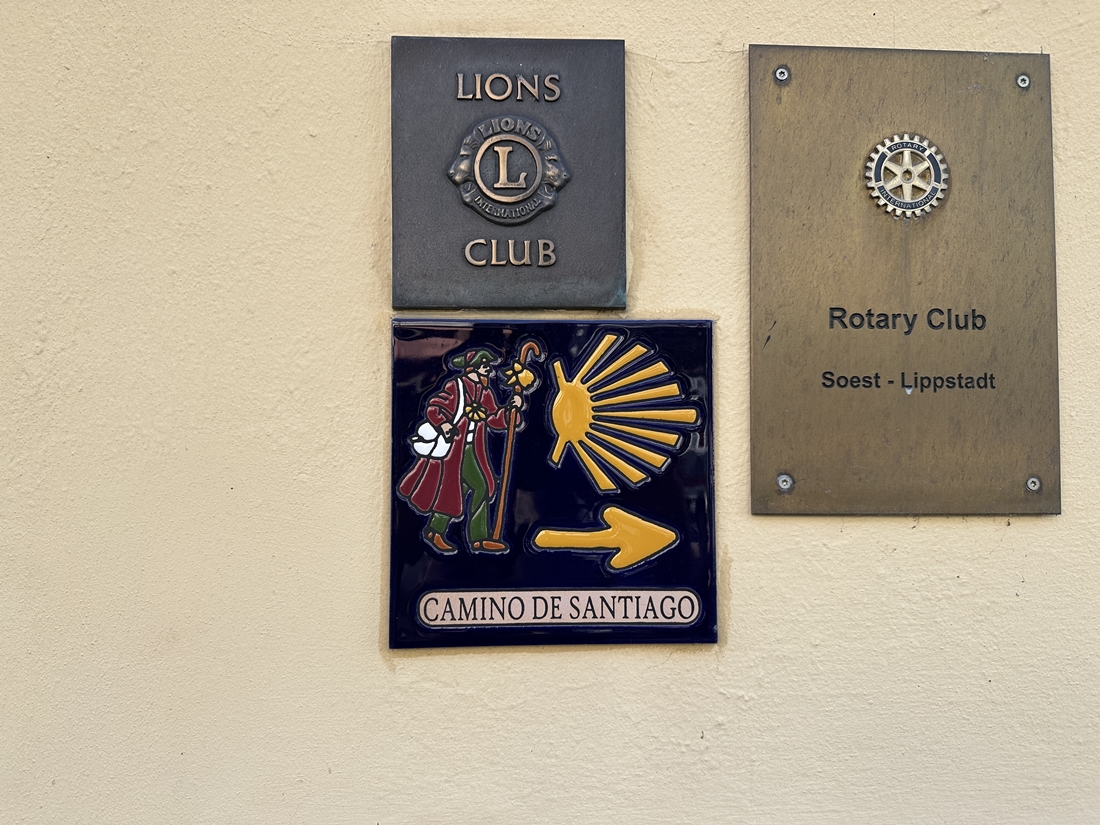 LIONS
LIONS
L
INTERNATIONAL
CLUB
CAMINO DE SANTIAGO
ROTARY
INTERNATIONAL
Rotary Club
Soest - Lippstadt